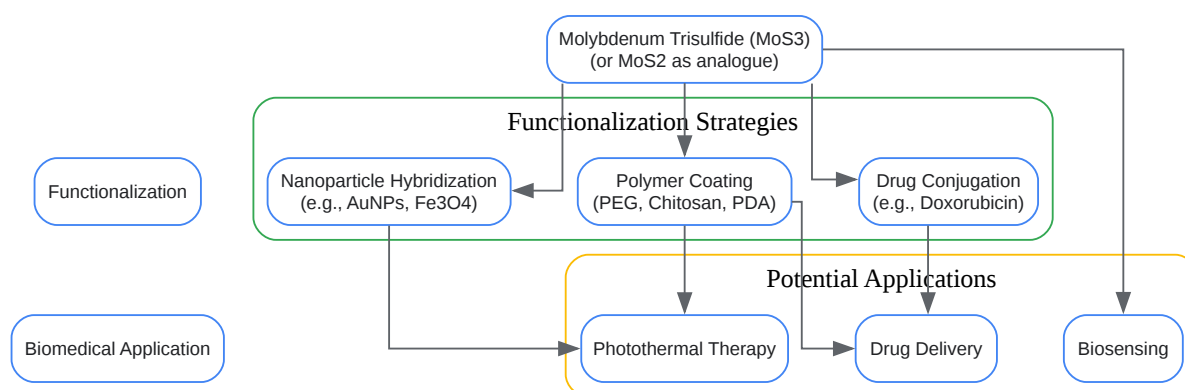 Molybdenum Trisulfide (MoS3)
(or MoS2 as analogue)
Functionalization Strategies
Functionalization
Nanoparticle Hybridization
(e.g., AuNPs, Fe3O4)
Polymer Coating
(PEG, Chitosan, PDA)
Drug Conjugation
(e.g., Doxorubicin)
Potential Applications
Biomedical Application
Photothermal Therapy
Drug Delivery
Biosensing